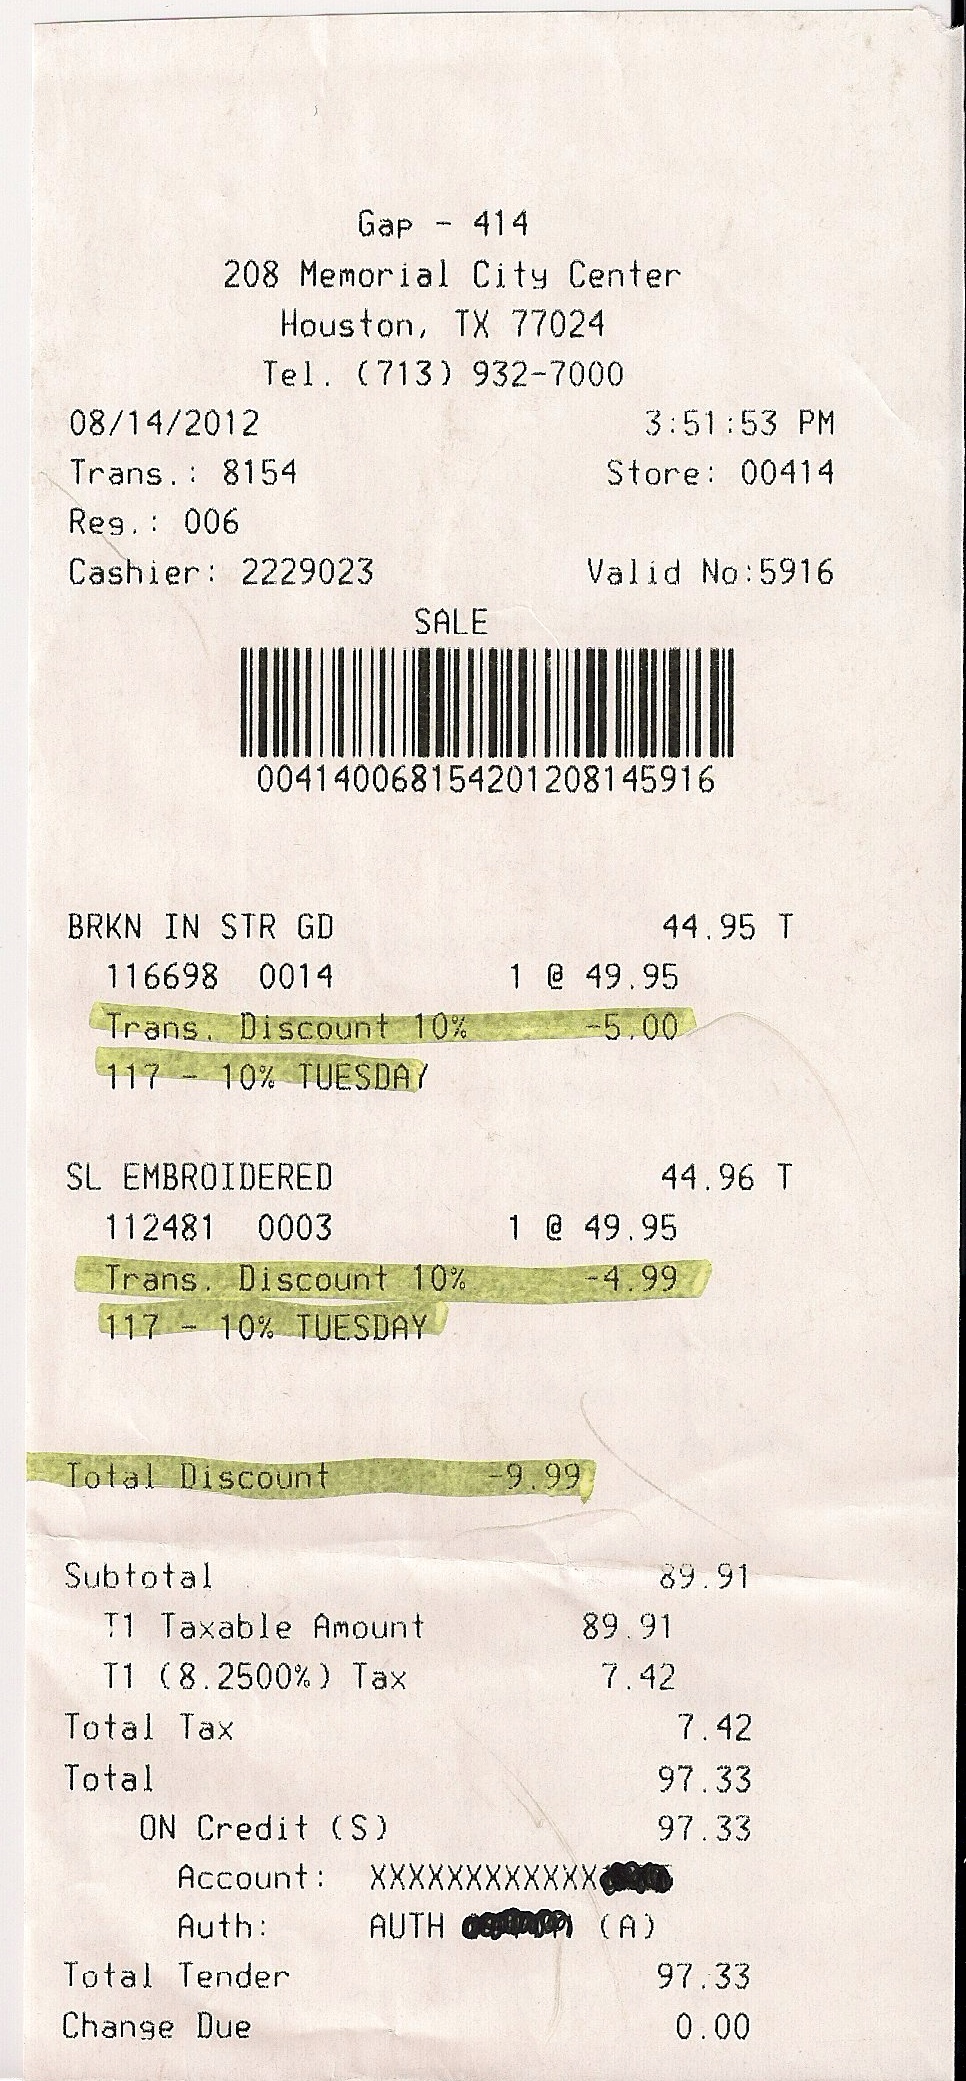 Gap - 414
208 Memorial City Center
Houston, TX 77024
Tel. (713) 932-7000
08/14/2012 3:51:53 PM
Trans.: 8154 Store: 00414
Reg.: 006
Cashier: 2229023 Valid No:5916
SALE
004140068154201208145916
BRKN IN STR GD 44.95 T
116698 0014 1 @ 49.95
Trans. Discount 10% -5.00
117 - 10% TUESDAY
SL EMBROIDERED 44.96 T
112481 0003 1 @ 49.95
Trans. Discount 10% -4.99
117 - 10% TUESDAY
Total Discount -9.99
Subtotal 89.91
T1 Taxable Amount 89.91
T1 (8.2500%) Tax 7.42
Total Tax 7.42
Total 97.33
ON Credit (S) 97.33
Account: XXXXXXXXXXXX
Auth: AUTH (A)
Total Tender 97.33
Change Due 0.00